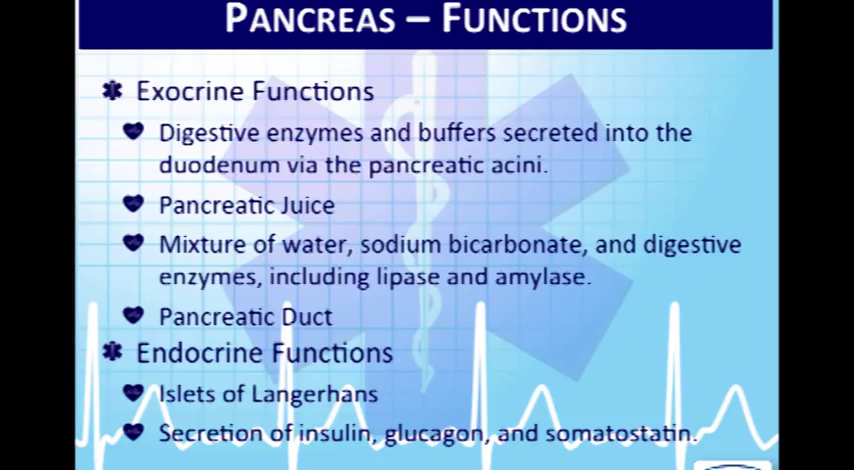 PANCREAS – FUNCTIONS
Exocrine Functions
Digestive enzymes and buffers secreted into the
duodenum via the pancreatic acini.
Pancreatic Juice
Mixture of water, sodium bicarbonate, and digestive
enzymes, including lipase and amylase.
Pancreatic Duct
Endocrine Functions
Islets of Langerhans
Secretion of insulin, glucagon, and somatostatin.